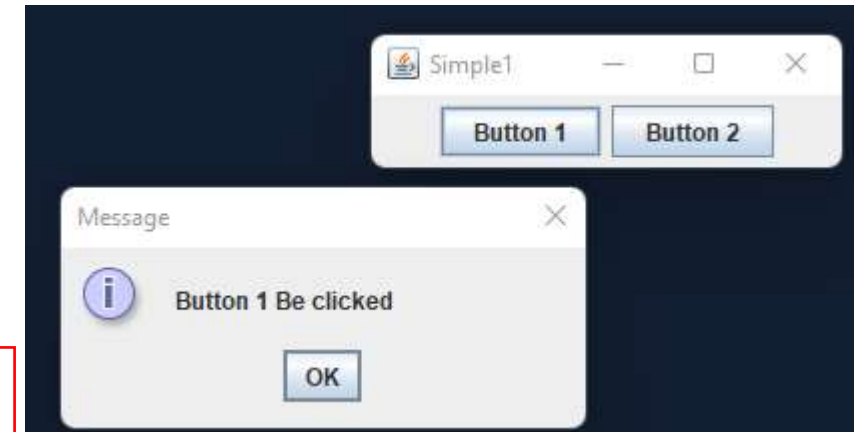 Simple1
Button 1 Button 2
Message
i
Button 1 Be clicked
OK